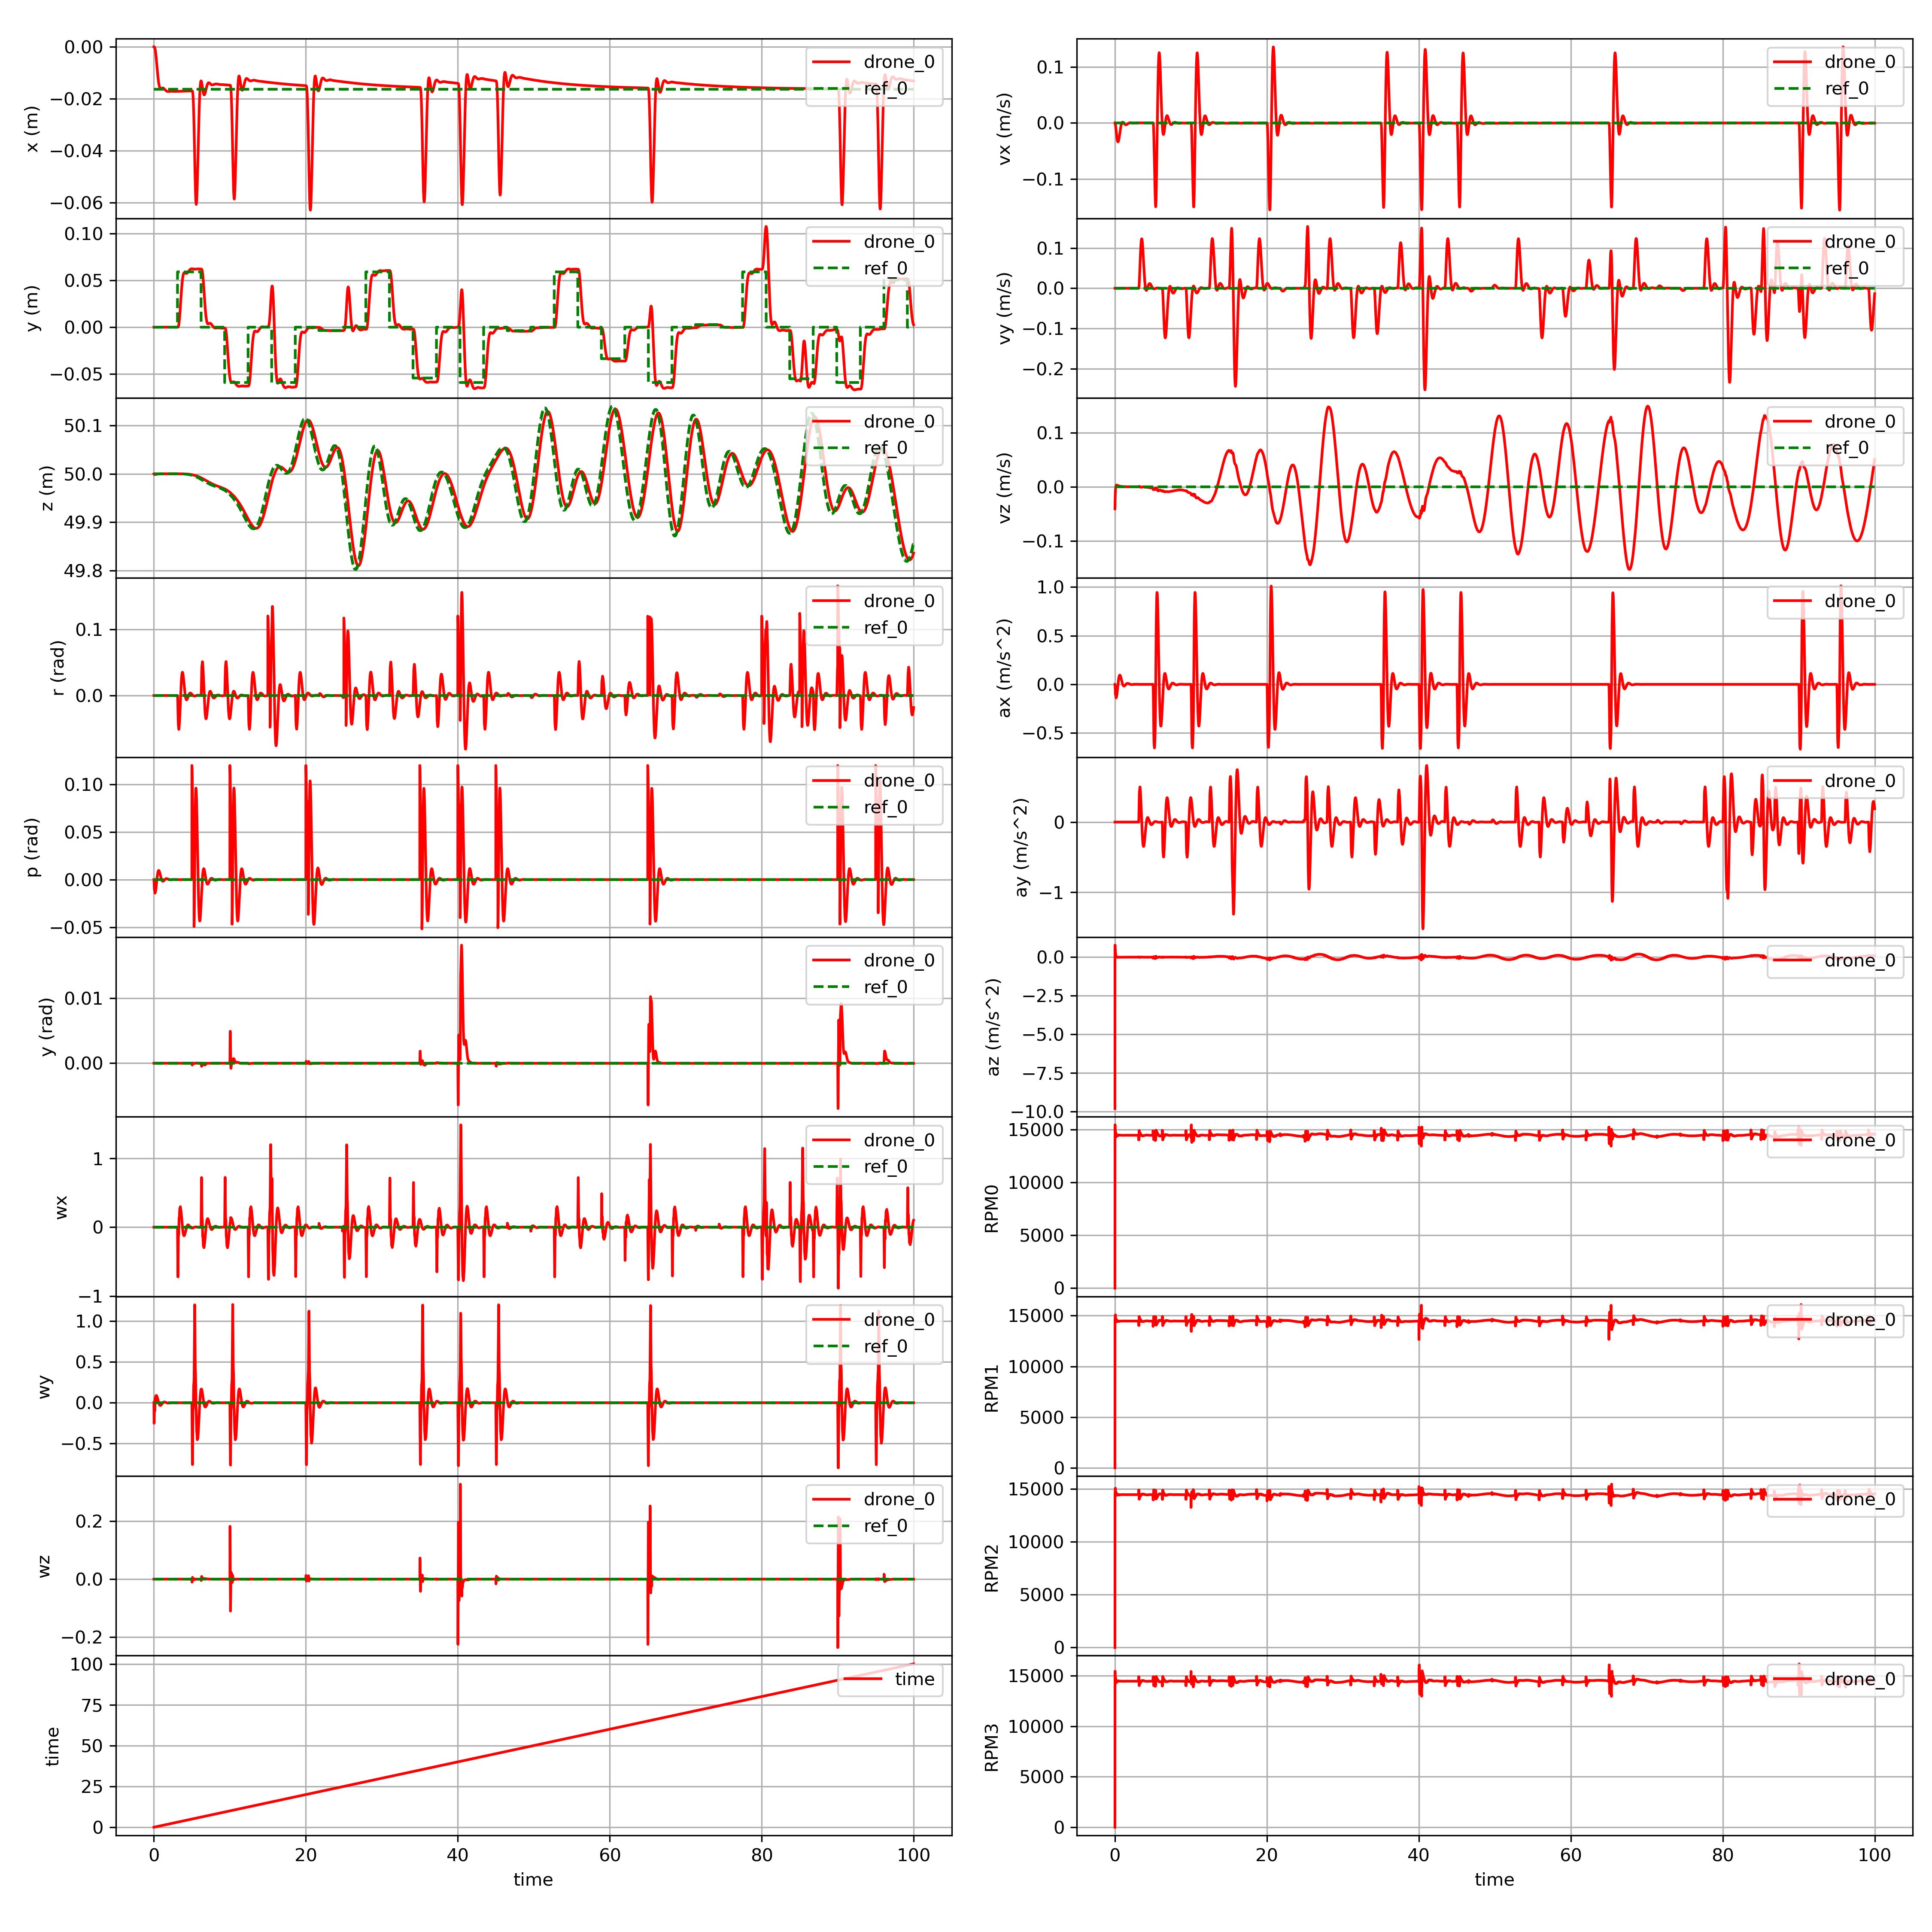 0.00
−0.02
−0.04
−0.06
x (m)
drone_0
ref_0
0.10
0.05
0.00
−0.05
y (m)
drone_0
ref_0
50.1
50.0
49.9
49.8
z (m)
drone_0
ref_0
0.1
0.0
r (rad)
drone_0
ref_0
0.10
0.05
0.00
−0.05
p (rad)
drone_0
ref_0
0.01
0.00
y (rad)
drone_0
ref_0
1
0
−1
wx
drone_0
ref_0
1.0
0.5
0.0
−0.5
wy
drone_0
ref_0
0.2
0.0
−0.2
wz
drone_0
ref_0
100
75
50
25
0
time
time
0 20 40 60 80 100
time
0.1
0.0
−0.1
vx (m/s)
drone_0
ref_0
0.1
0.0
−0.1
−0.2
vy (m/s)
drone_0
ref_0
0.1
0.0
−0.1
vz (m/s)
drone_0
ref_0
1.0
0.5
0.0
−0.5
ax (m/s^2)
drone_0
0
−1
ay (m/s^2)
drone_0
0.0
−2.5
−5.0
−7.5
−10.0
az (m/s^2)
drone_0
15000
10000
5000
0
RPM0
drone_0
15000
10000
5000
0
RPM1
drone_0
15000
10000
5000
0
RPM2
drone_0
15000
10000
5000
0
RPM3
drone_0
0 20 40 60 80 100
time